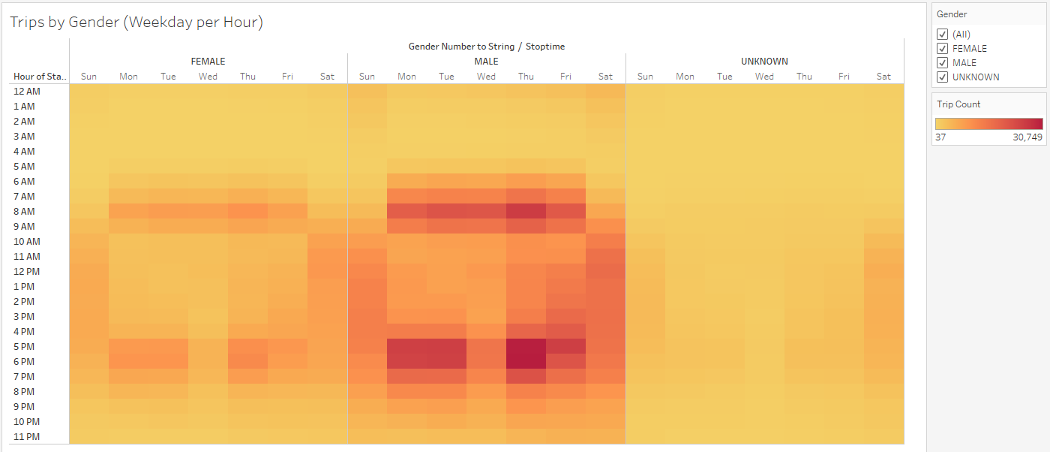 Trips by Gender (Weekday per Hour)
Gender Number to String / Stoptime
FEMALE MALE UNKNOWN
Hour of Sta.. Sun Mon Tue Wed Thu Fri Sat Sun Mon Tue Wed Thu Fri Sat Sun Mon Tue Wed Thu Fri Sat
12 AM
1 AM
2 AM
3 AM
4 AM
5 AM
6 AM
7 AM
8 AM
9 AM
10 AM
11 AM
12 PM
1 PM
2 PM
3 PM
4 PM
5 PM
6 PM
7 PM
8 PM
9 PM
10 PM
11 PM
Gender
(All)
FEMALE
MALE
UNKNOWN
Trip Count
37 30,749